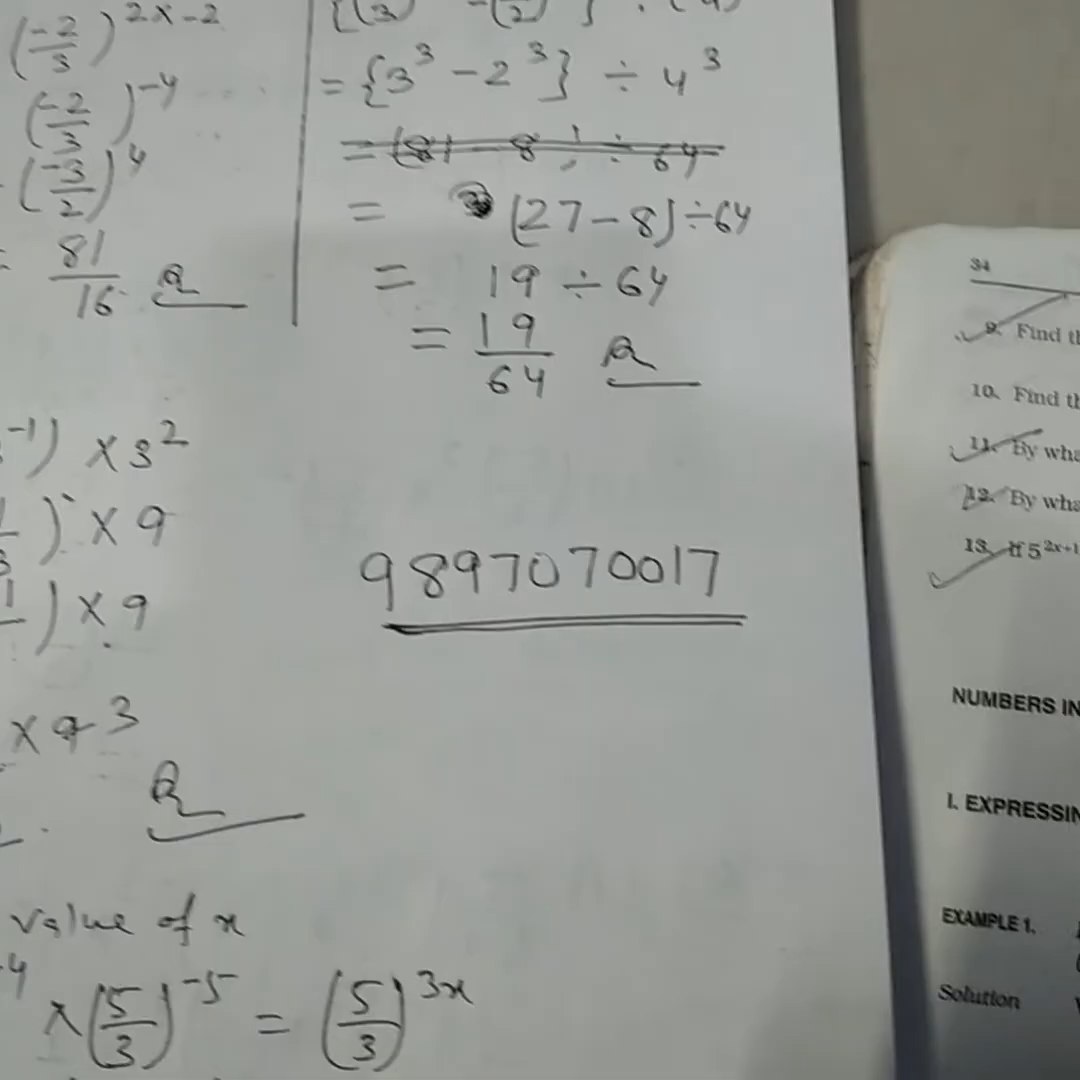 (-2/3)^2x-2
(-2/3)^-4
(-3/2)^4
81/16
= {3^3 - 2^3} ÷ 4^3
= (27-8) ÷ 64
= 19 ÷ 64
= 19/64
-1) × 3^2
) × 9
) × 9
× 9 3
9897070017
value of x
-4 × (5/3)^-5 = (5/3)^3x
34
9. Find th
10. Find th
11. By wha
12. By wha
13. If 5^2x+1
NUMBERS IN
I. EXPRESSIN
EXAMPLE 1.
Solution